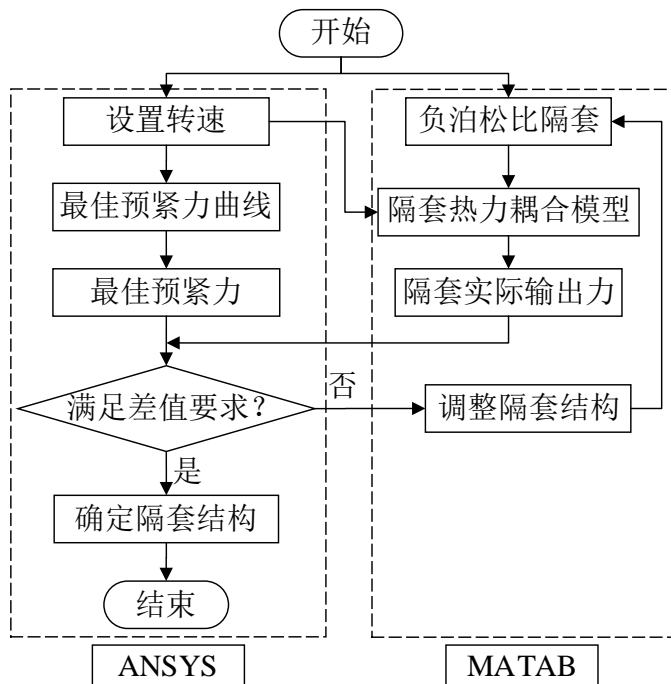 开始
设置转速
负泊松比隔套
最佳预紧力曲线
隔套热力耦合模型
最佳预紧力
隔套实际输出力
满足差值要求?
否
调整隔套结构
是
确定隔套结构
结束
ANSYS
MATAB